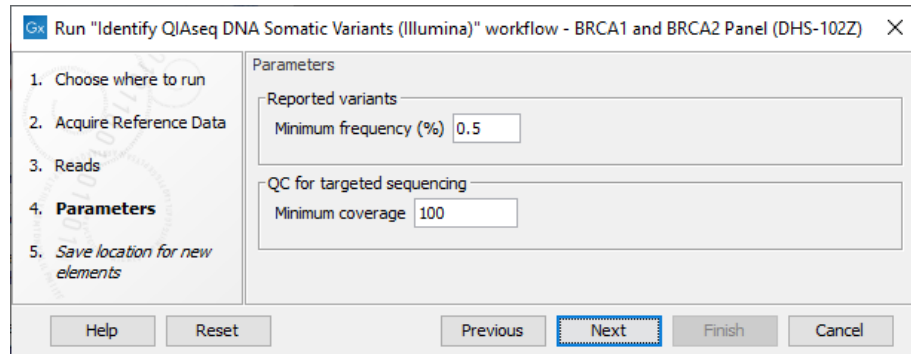 Gx Run "Identify QIAseq DNA Somatic Variants (Illumina)" workflow - BRCA1 and BRCA2 Panel (DHS-102Z)
1. Choose where to run
2. Acquire Reference Data
3. Reads
4. Parameters
5. Save location for new
elements
Parameters
Reported variants
Minimum frequency (%) 0.5
QC for targeted sequencing
Minimum coverage 100
Help Reset Previous Next Finish Cancel